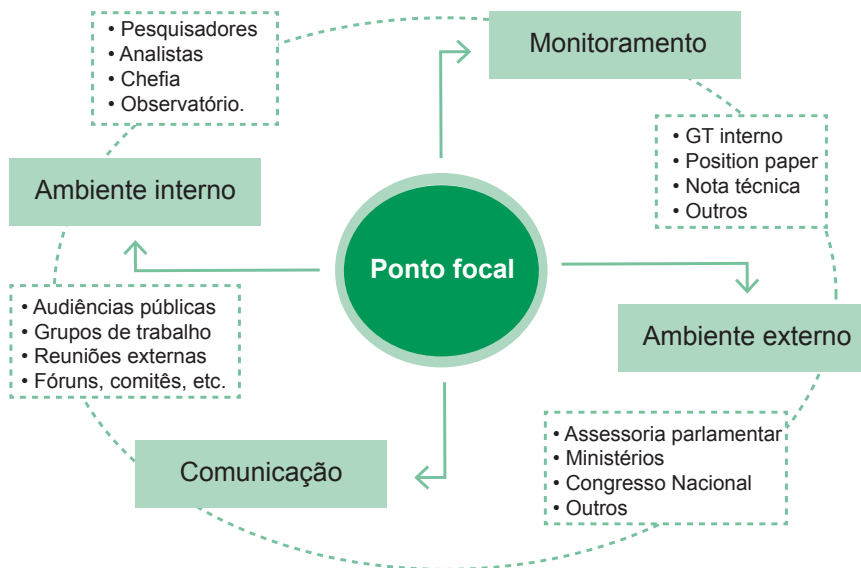 • Pesquisadores
• Analistas
• Chefia
• Observatório.
Monitoramento
• GT interno
• Position paper
• Nota técnica
• Outros
Ambiente interno
Ponto focal
• Audiências públicas
• Grupos de trabalho
• Reuniões externas
• Fóruns, comitês, etc.
Ambiente externo
• Assessoria parlamentar
• Ministérios
• Congresso Nacional
• Outros
Comunicação